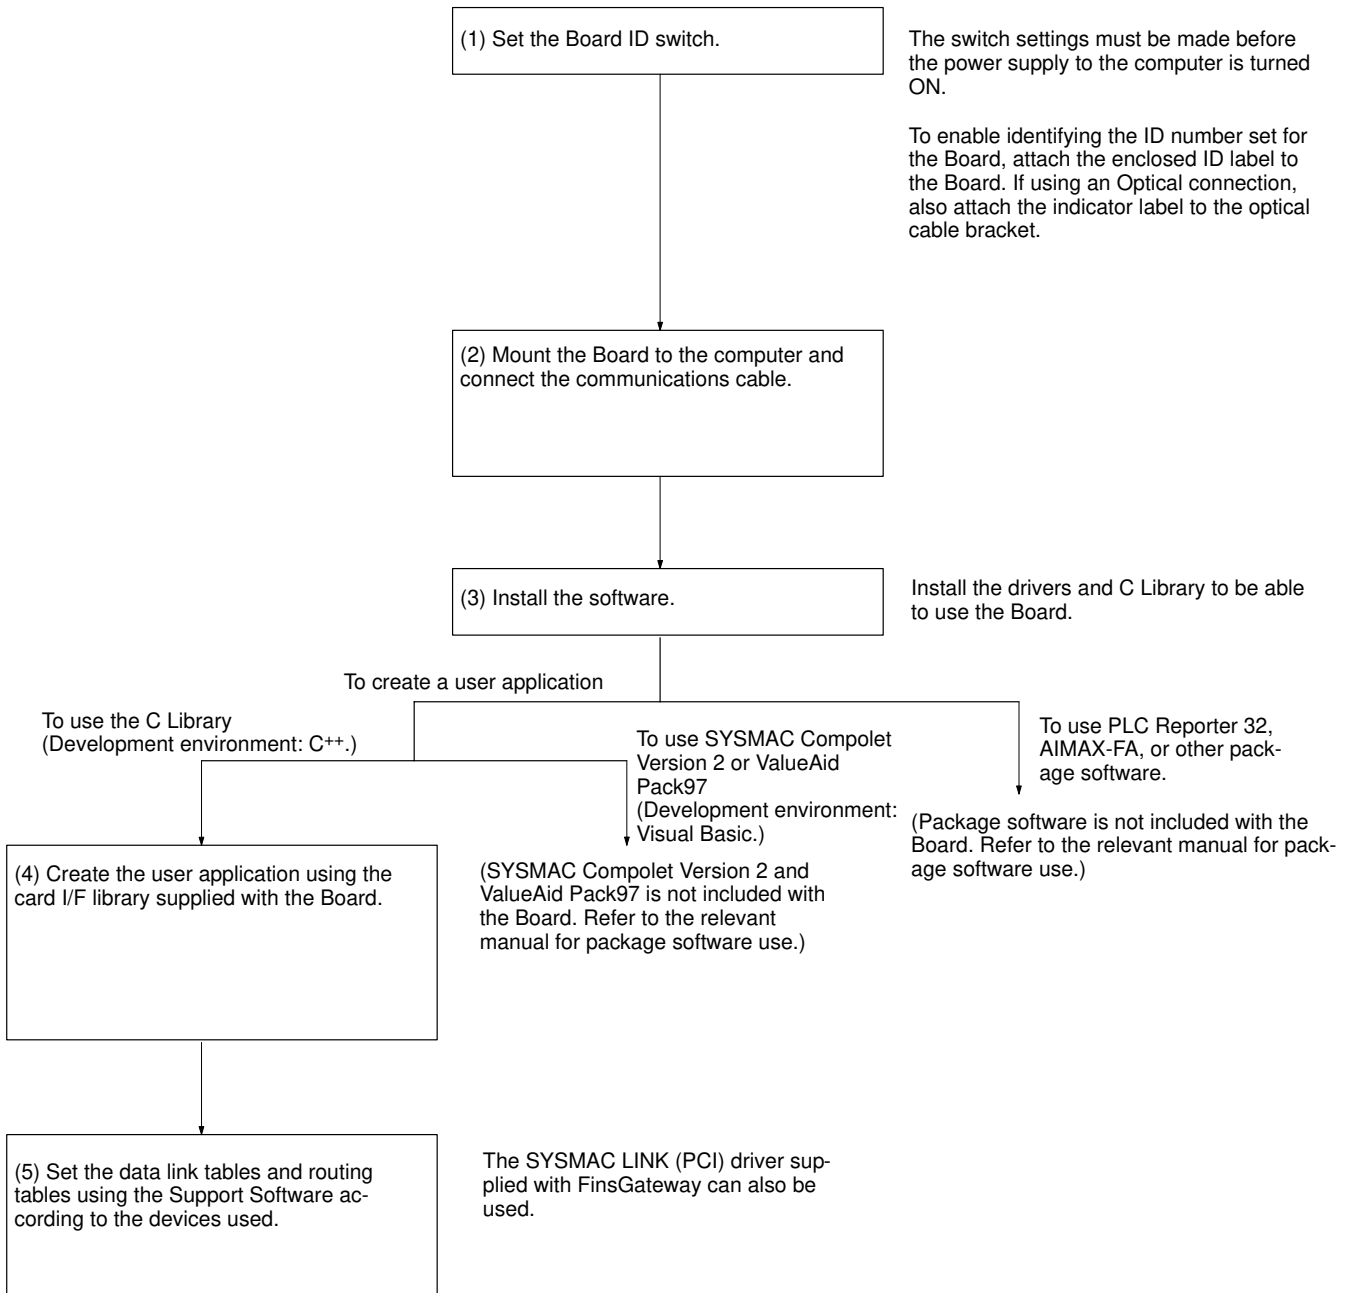 (1) Set the Board ID switch.
The switch settings must be made before
the power supply to the computer is turned
ON.
To enable identifying the ID number set for
the Board, attach the enclosed ID label to
the Board. If using an Optical connection,
also attach the indicator label to the optical
cable bracket.
(2) Mount the Board to the computer and
connect the communications cable.
(3) Install the software.
Install the drivers and C Library to be able
to use the Board.
To create a user application
To use the C Library
(Development environment: C++.)
To use SYSMAC Compolet
Version 2 or ValueAid
Pack97
(Development environment:
Visual Basic.)
To use PLC Reporter 32,
AIMAX-FA, or other pack-
age software.
(Package software is not included with the
Board. Refer to the relevant manual for pack-
age software use.)
(4) Create the user application using the
card I/F library supplied with the Board.
(SYSMAC Compolet Version 2 and
ValueAid Pack97 is not included with
the Board. Refer to the relevant
manual for package software use.)
(5) Set the data link tables and routing
tables using the Support Software ac-
cording to the devices used.
The SYSMAC LINK (PCI) driver sup-
plied with FinsGateway can also be
used.